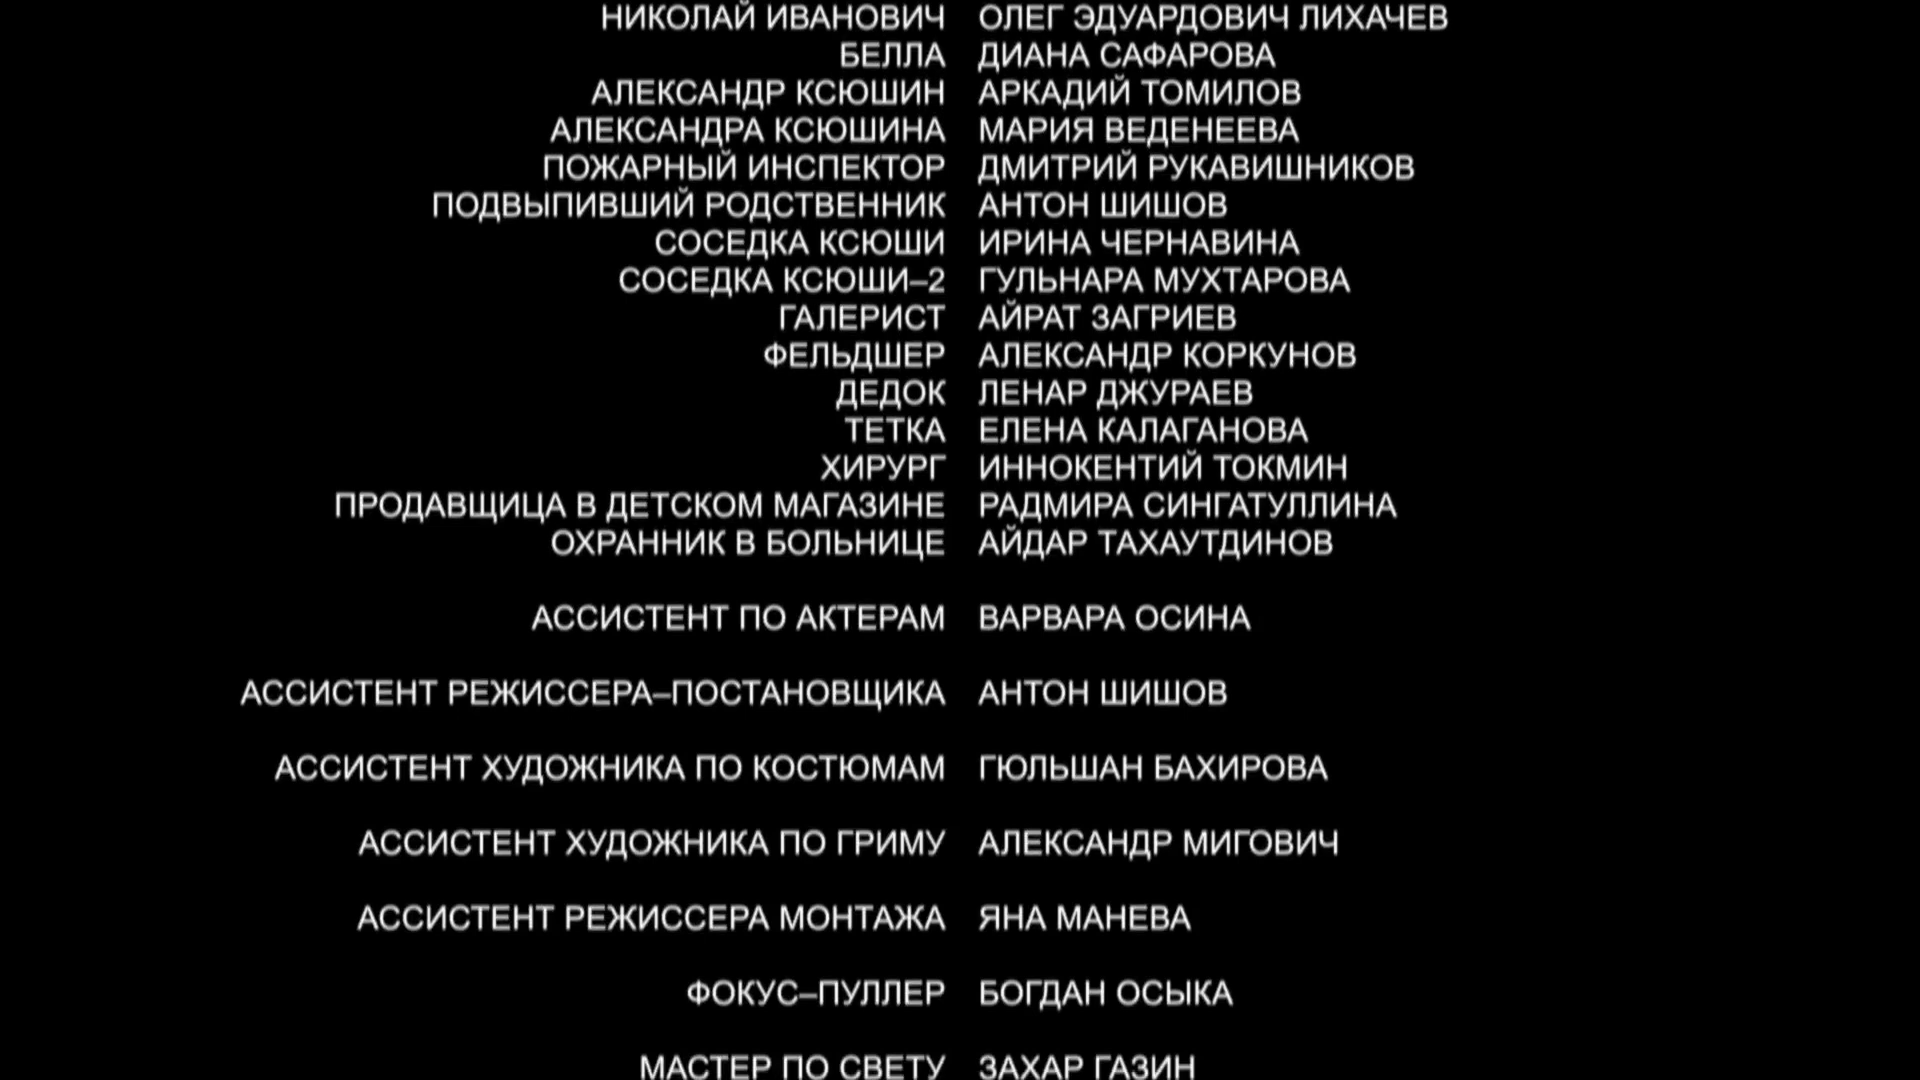 НИКОЛАЙ ИВАНОВИЧ ОЛЕГ ЭДУАРДОВИЧ ЛИХАЧЕВ
БЕЛЛА ДИАНА САФАРОВА
АЛЕКСАНДР КСЮШИН АРКАДИЙ ТОМИЛОВ
АЛЕКСАНДРА КСЮШИНА МАРИЯ ВЕДЕНЕЕВА
ПОЖАРНЫЙ ИНСПЕКТОР ДМИТРИЙ РУКАВИШНИКОВ
ПОДВЫПИВШИЙ РОДСТВЕННИК АНТОН ШИШОВ
СОСЕДКА КСЮШИ ИРИНА ЧЕРНАВИНА
СОСЕДКА КСЮШИ–2 ГУЛЬНАРА МУХТАРОВА
ГАЛЕРИСТ АЙРАТ ЗАГРИЕВ
ФЕЛЬДШЕР АЛЕКСАНДР КОРКУНОВ
ДЕДОК ЛЕНАР ДЖУРАЕВ
ТЕТКА ЕЛЕНА КАЛАГАНОВА
ХИРУРГ ИННОКЕНТИЙ ТОКМИН
ПРОДАВЩИЦА В ДЕТСКОМ МАГАЗИНЕ РАДМИРА СИНГАТУЛЛИНА
ОХРАННИК В БОЛЬНИЦЕ АЙДАР ТАХАУТДИНОВ
АССИСТЕНТ ПО АКТЕРАМ ВАРВАРА ОСИНА
АССИСТЕНТ РЕЖИССЕРА–ПОСТАНОВЩИКА АНТОН ШИШОВ
АССИСТЕНТ ХУДОЖНИКА ПО КОСТЮМАМ ГЮЛЬШАН БАХИРОВА
АССИСТЕНТ ХУДОЖНИКА ПО ГРИМУ АЛЕКСАНДР МИГОВИЧ
АССИСТЕНТ РЕЖИССЕРА МОНТАЖА ЯНА МАНЕВА
ФОКУС–ПУЛЛЕР БОГДАН ОСЫКА
МАСТЕР ПО СВЕТУ ЗАХАР ГАЗИН